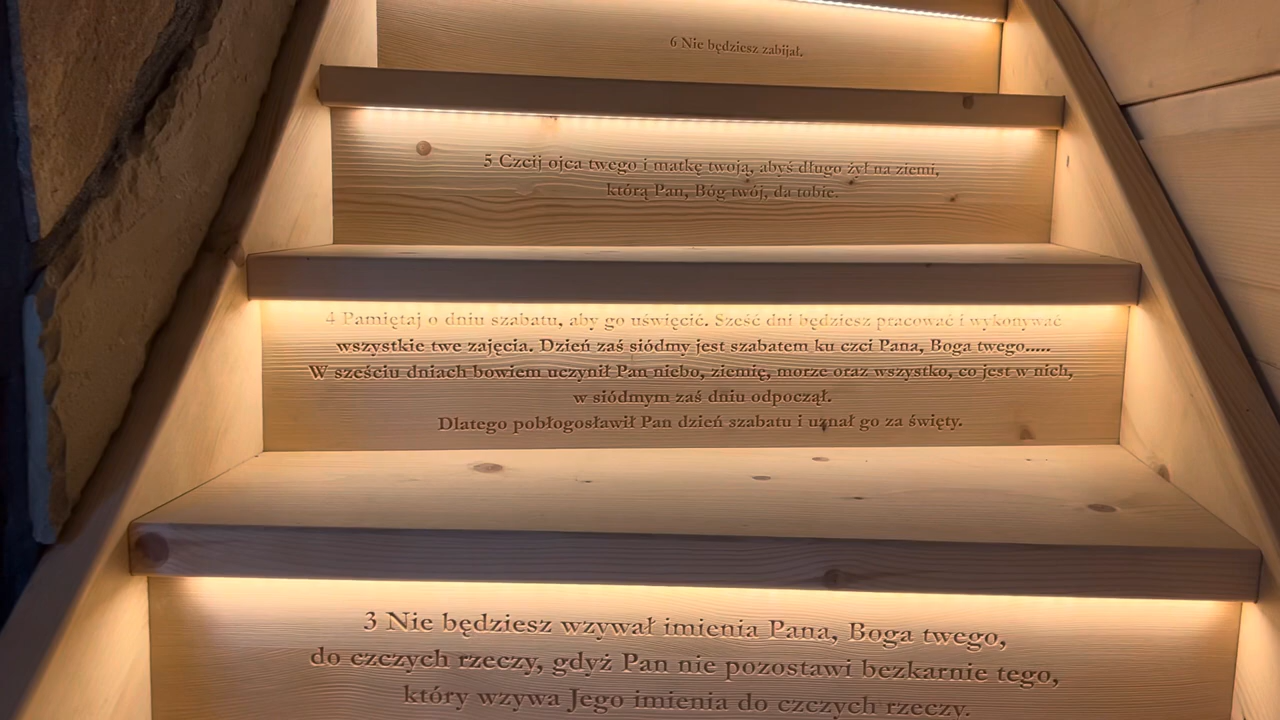 6 Nie będziesz zabijał.
5 Czcij ojca twego i matkę twoją, abyś długo żył na ziemi,
którą Pan, Bóg twój, da tobie.
4 Pamiętaj o dniu szabatu, aby go uświęcić. Sześć dni będziesz pracować i wykonywać
wszystkie twe zajęcia. Dzień zaś siódmy jest szabatem ku czci Pana, Boga twego.....
W sześciu dniach bowiem uczynił Pan niebo, ziemię, morze oraz wszystko, co jest w nich,
w siódmym zaś dniu odpoczął.
Dlatego pobłogosławił Pan dzień szabatu i uznał go za święty.
3 Nie będziesz wzywał imienia Pana, Boga twego,
do czczych rzeczy, gdyż Pan nie pozostawi bezkarnie tego,
który wzywa Jego imienia do czczych rzeczy.